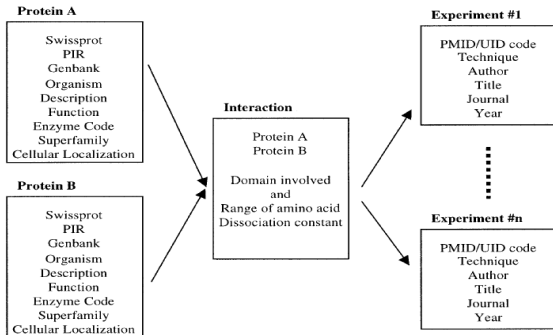 Protein A
Swissprot
PIR
Genbank
Organism
Description
Function
Enzyme Code
Superfamily
Cellular Localization
Protein B
Swissprot
PIR
Genbank
Organism
Description
Function
Enzyme Code
Superfamily
Cellular Localization
Interaction
Protein A
Protein B
Domain involved
and
Range of amino acid
Dissociation constant
Experiment #1
PMID/UID code
Technique
Author
Title
Journal
Year
Experiment #n
PMID/UID code
Technique
Author
Title
Journal
Year